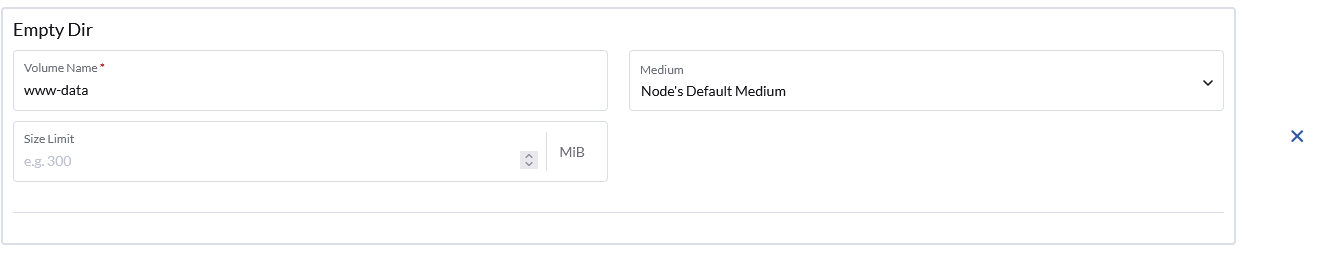 Empty Dir
Volume Name *
www-data
Medium
Node's Default Medium
Size Limit
e.g. 300
MiB